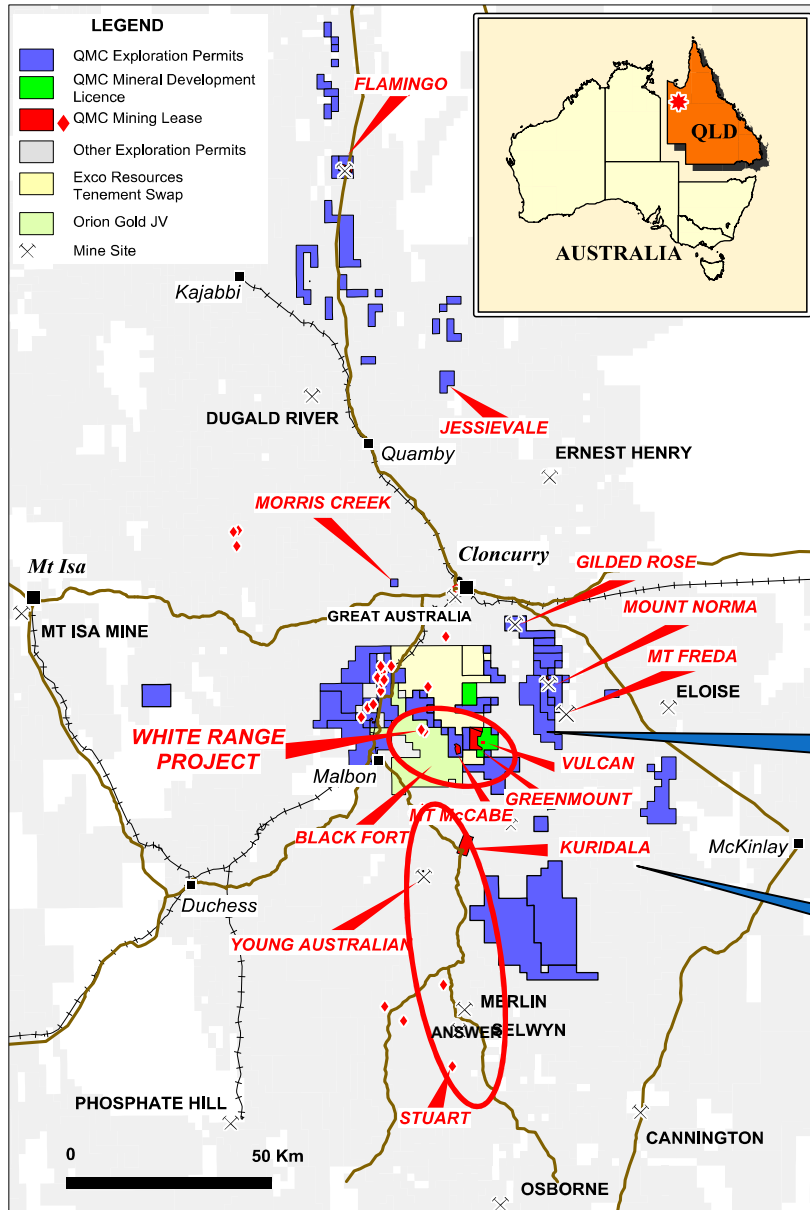 LEGEND
QMC Exploration Permits
QMC Mineral Development
Licence
QMC Mining Lease
Other Exploration Permits
Exco Resources
Tenement Swap
Orion Gold JV
Mine Site
QLD
AUSTRALIA
FLAMINGO
Kajabbi
DUGALD RIVER
JESSIEVALE
Quamby
ERNEST HENRY
MORRIS CREEK
Cloncurry
Mt Isa
GILDED ROSE
GREAT AUSTRALIA
MOUNT NORMA
MT ISA MINE
MT FREDA
ELOISE
WHITE RANGE
PROJECT
VULCAN
Malbon
GREENMOUNT
MT McCABE
BLACK FORT
KURIDALA
McKinlay
Duchess
YOUNG AUSTRALIAN
MERLIN
ANSWER
SELWYN
PHOSPHATE HILL
STUART
CANNINGTON
0 50 Km
OSBORNE